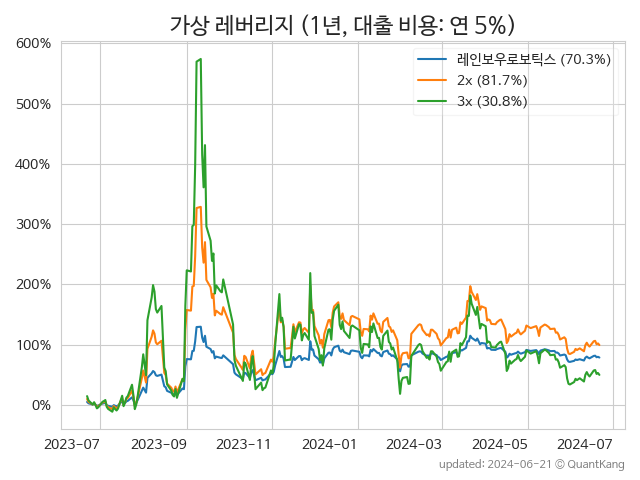 가상 레버리지 (1년, 대출 비용: 연 5%)
레인보우로보틱스 (70.3%)
2x (81.7%)
3x (30.8%)
600%
500%
400%
300%
200%
100%
0%
2023-07
2023-09
2023-11
2024-01
2024-03
2024-05
2024-07
updated: 2024-06-21 © QuantKang